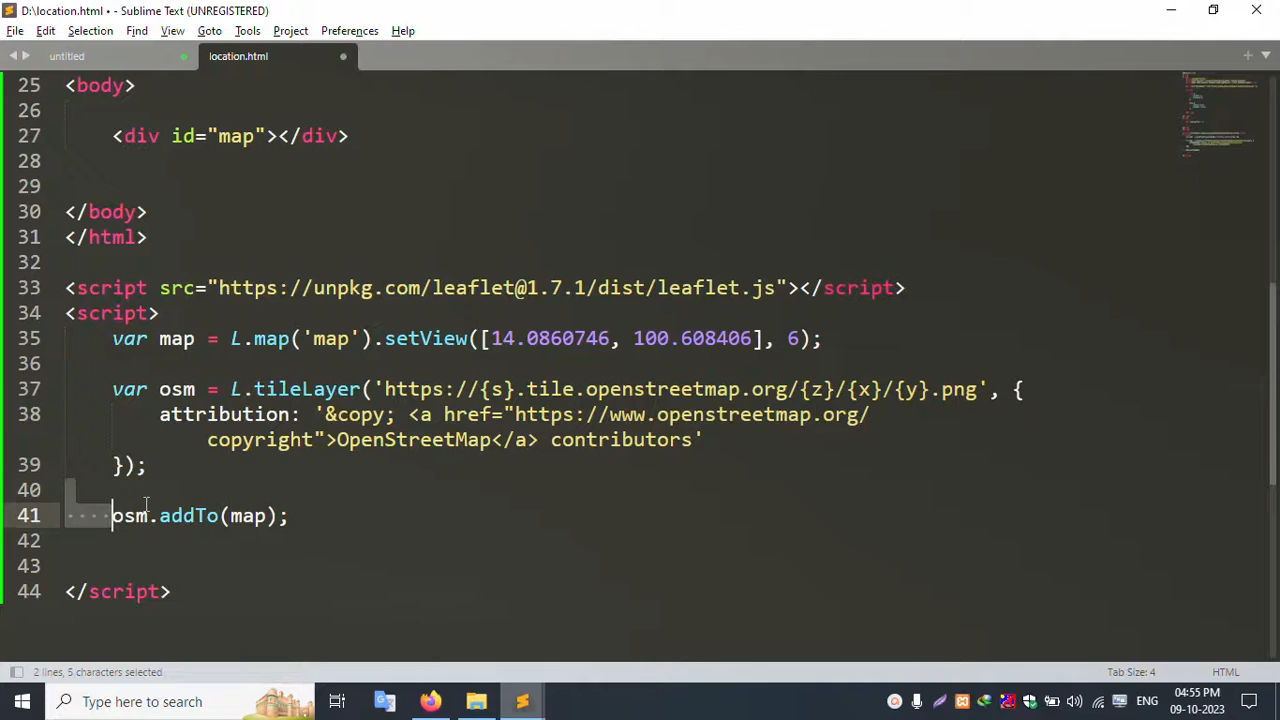 D:\location.html • - Sublime Text (UNREGISTERED)
File Edit Selection Find View Goto Tools Project Preferences Help
untitled location.html
25 <body>
26
27 <div id="map"></div>
28
29
30 </body>
31 </html>
32
33 <script src="https://unpkg.com/leaflet@1.7.1/dist/leaflet.js"></script>
34 <script>
35 var map = L.map('map').setView([14.0860746, 100.608406], 6);
36
37 var osm = L.tileLayer('https://{s}.tile.openstreetmap.org/{z}/{x}/{y}.png', {
38 attribution: '&copy; <a href="https://www.openstreetmap.org/
copyright">OpenStreetMap</a> contributors'
39 });
40
41 osm.addTo(map);
42
43
44 </script>
2 lines, 5 characters selected Tab Size: 4 HTML
Type here to search ENG 04:55 PM
09-10-2023